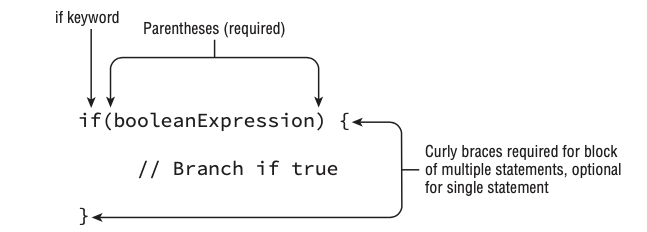 if keyword
Parentheses (required)
if(booleanExpression) {
// Branch if true
Curly braces required for block
of multiple statements, optional
for single statement
}